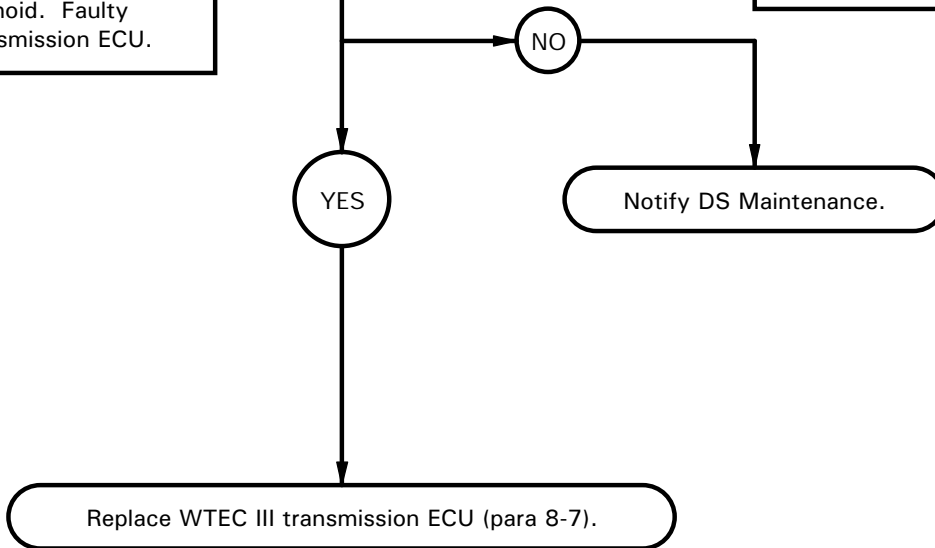 noid. Faulty
smission ECU.
NO
YES
Notify DS Maintenance.
Replace WTEC III transmission ECU (para 8-7).